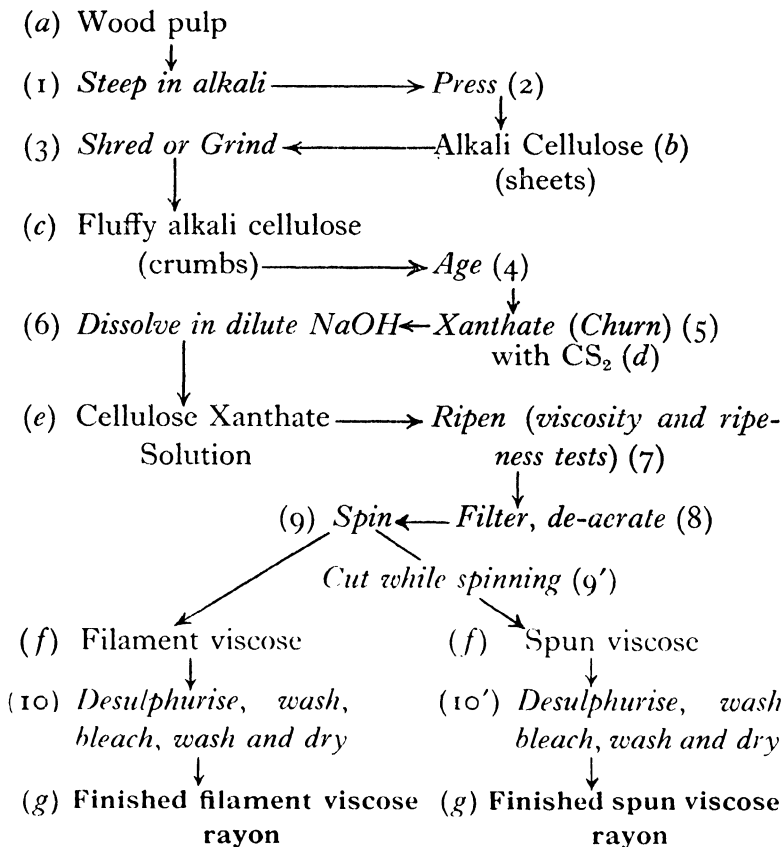 (a) Wood pulp
(1) Steep in alkali Press (2)
(3) Shred or Grind Alkali Cellulose (b)
(sheets)
(c) Fluffy alkali cellulose
(crumbs) Age (4)
(6) Dissolve in dilute NaOH Xanthate (Churn) (5)
with CS₂ (d)
(e) Cellulose Xanthate Ripen (viscosity and ripe-
Solution ness tests) (7)
(9) Spin Filter, de-acrate (8)
Cut while spinning (9′)
(f) Filament viscose (f) Spun viscose
(10) Desulphurise, wash, (10′) Desulphurise, wash
bleach, wash and dry bleach, wash and dry
(g) Finished filament viscose (g) Finished spun viscose
rayon rayon